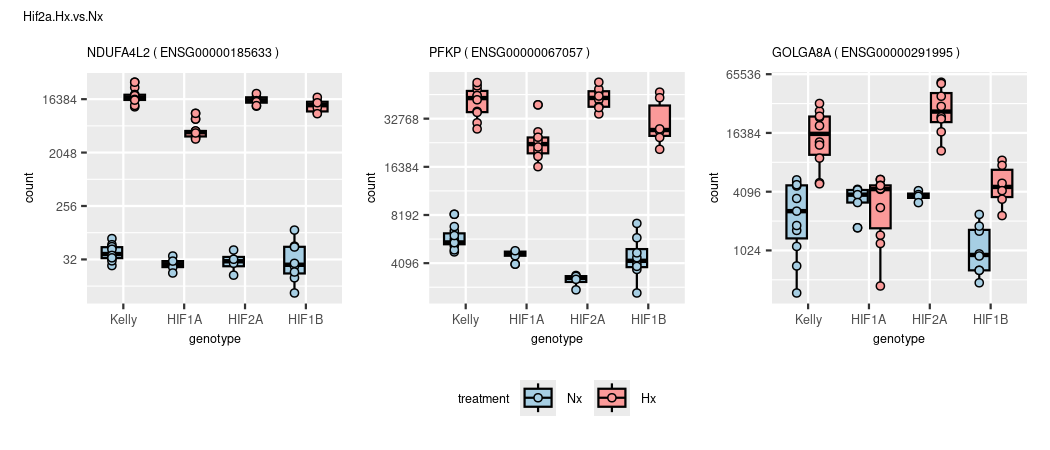 Hif2a.Hx.vs.Nx
NDUFA4L2 ( ENSG00000185633 )
count
16384
2048
256
32
Kelly HIF1A HIF2A HIF1B
genotype
PFKP ( ENSG00000067057 )
count
32768
16384
8192
4096
Kelly HIF1A HIF2A HIF1B
genotype
GOLGA8A ( ENSG00000291995 )
count
65536
16384
4096
1024
Kelly HIF1A HIF2A HIF1B
genotype
treatment Nx Hx